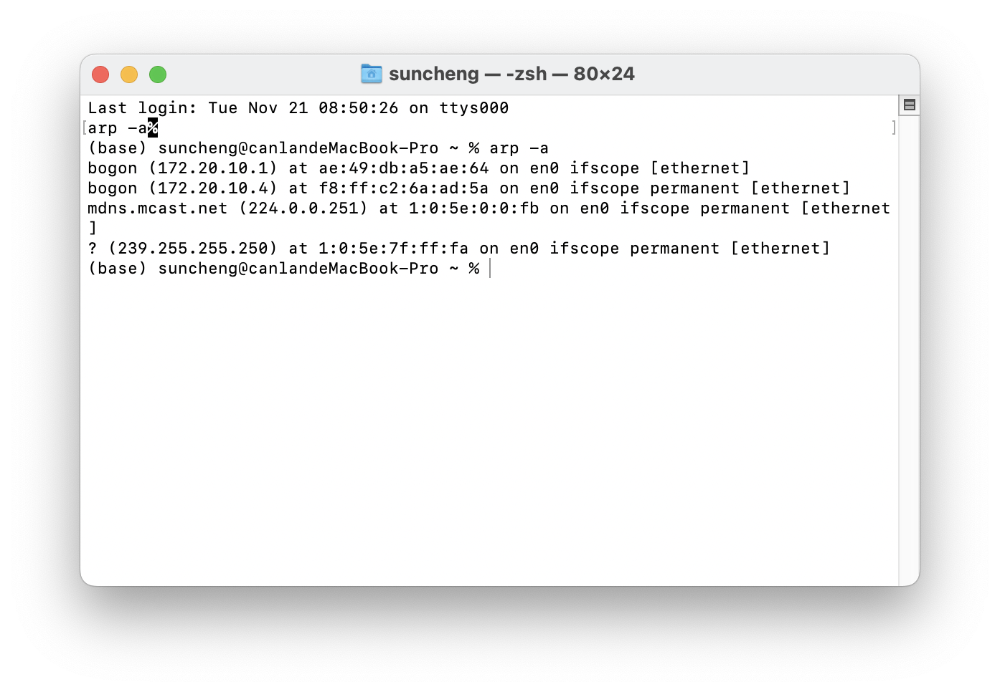 suncheng — -zsh — 80×24
Last login: Tue Nov 21 08:50:26 on ttys000
[arp -a% ]
(base) suncheng@canlandeMacBook-Pro ~ % arp -a
bogon (172.20.10.1) at ae:49:db:a5:ae:64 on en0 ifscope [ethernet]
bogon (172.20.10.4) at f8:ff:c2:6a:ad:5a on en0 ifscope permanent [ethernet]
mdns.mcast.net (224.0.0.251) at 1:0:5e:0:0:fb on en0 ifscope permanent [ethernet
]
? (239.255.255.250) at 1:0:5e:7f:ff:fa on en0 ifscope permanent [ethernet]
(base) suncheng@canlandeMacBook-Pro ~ %